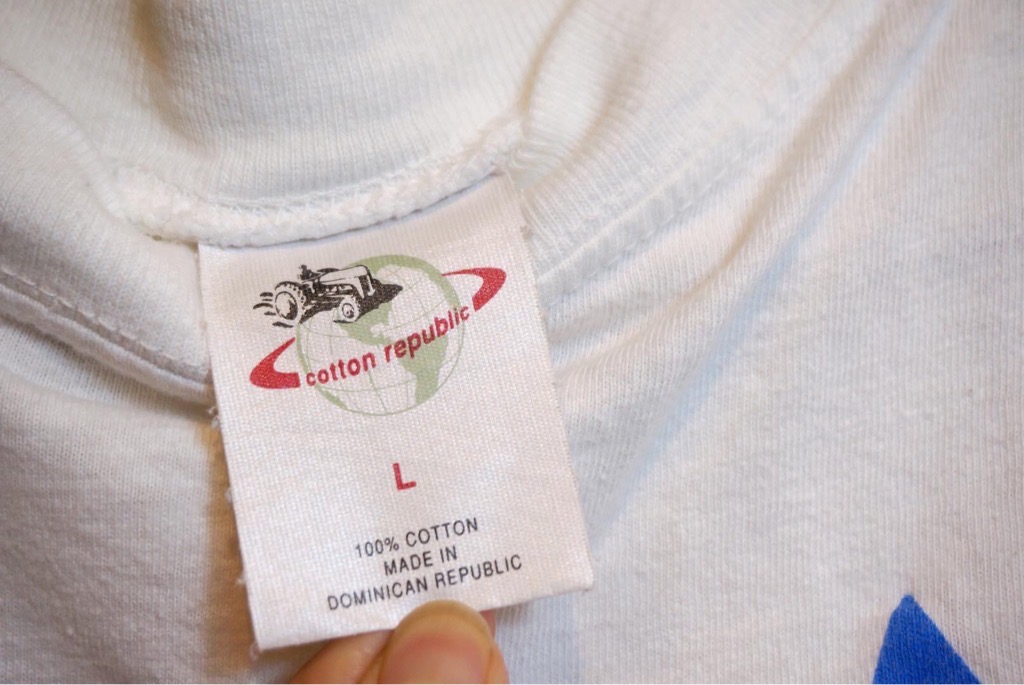 cotton republic
L
100% COTTON
MADE IN
DOMINICAN REPUBLIC